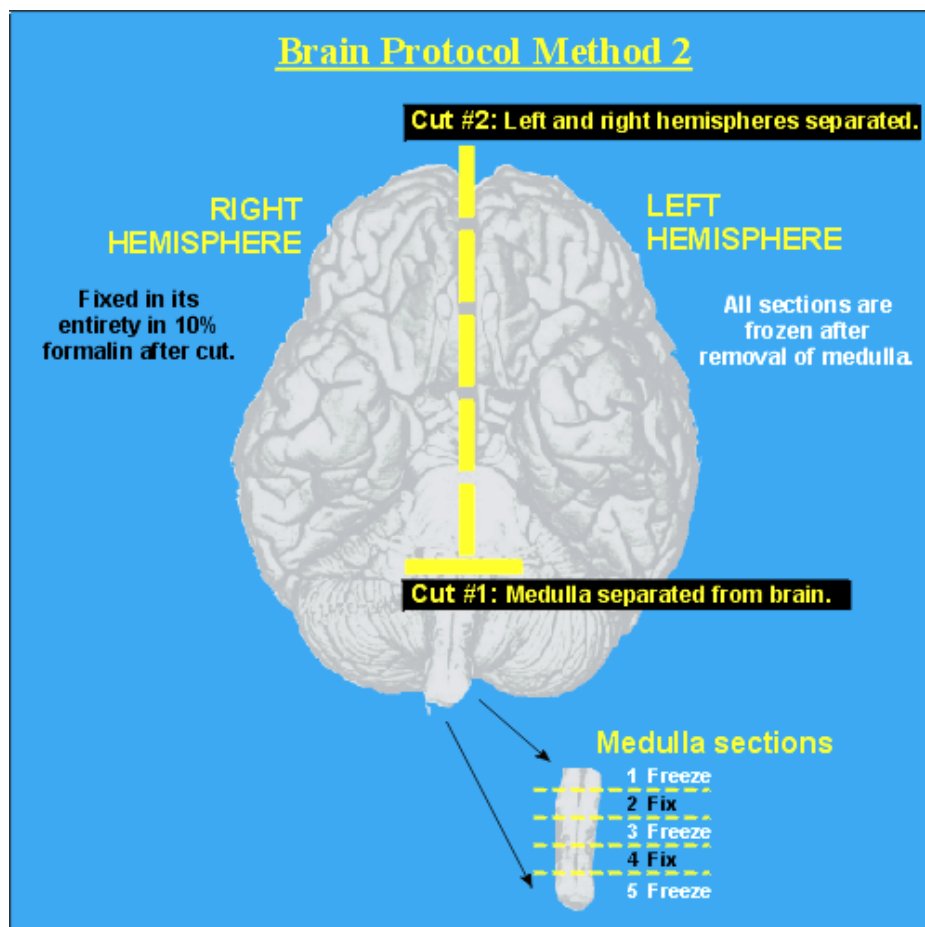 Brain Protocol Method 2
Cut #2: Left and right hemispheres separated.
RIGHT
HEMISPHERE
Fixed in its
entirety in 10%
formalin after cut.
LEFT
HEMISPHERE
All sections are
frozen after
removal of medulla.
Cut #1: Medulla separated from brain.
Medulla sections
1 Freeze
2 Fix
3 Freeze
4 Fix
5 Freeze